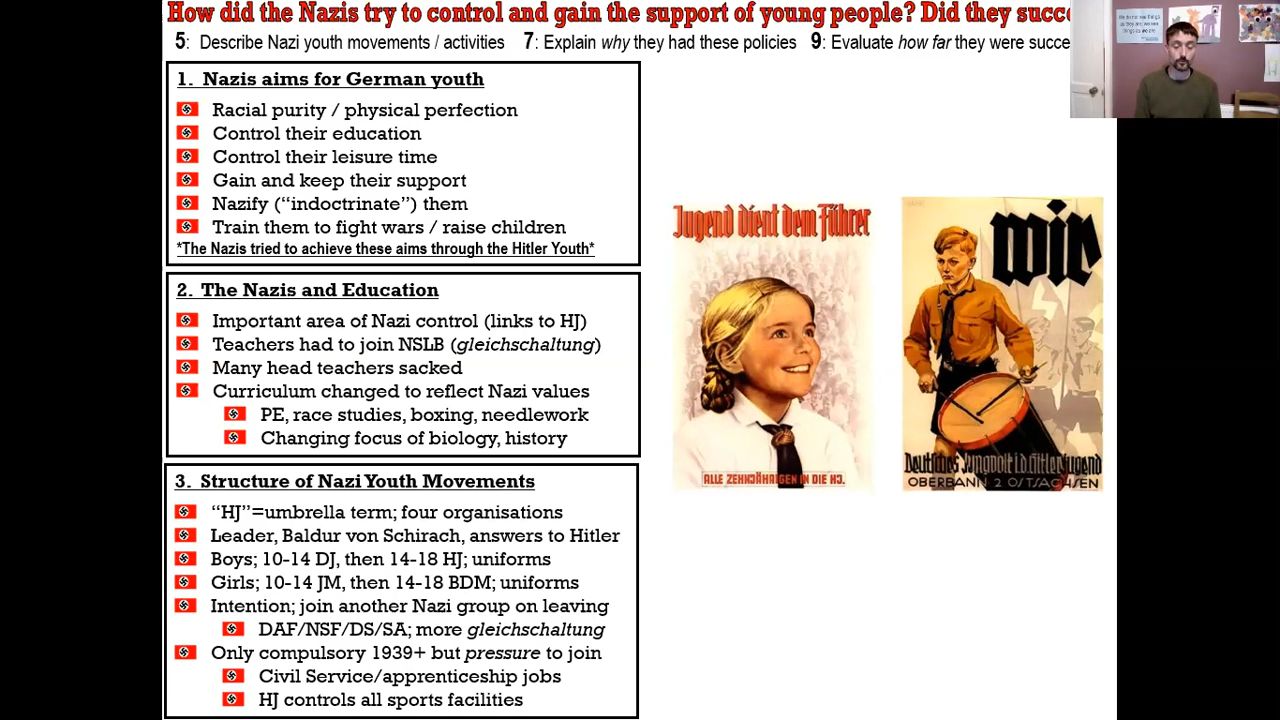 How did the Nazis try to control and gain the support of young people? Did they succ
5: Describe Nazi youth movements / activities 7: Explain why they had these policies 9: Evaluate how far they were succe
1. Nazis aims for German youth
Racial purity / physical perfection
Control their education
Control their leisure time
Gain and keep their support
Nazify (“indoctrinate”) them
Train them to fight wars / raise children
*The Nazis tried to achieve these aims through the Hitler Youth*
2. The Nazis and Education
Important area of Nazi control (links to HJ)
Teachers had to join NSLB (gleichschaltung)
Many head teachers sacked
Curriculum changed to reflect Nazi values
PE, race studies, boxing, needlework
Changing focus of biology, history
3. Structure of Nazi Youth Movements
“HJ”=umbrella term; four organisations
Leader, Baldur von Schirach, answers to Hitler
Boys; 10-14 DJ, then 14-18 HJ; uniforms
Girls; 10-14 JM, then 14-18 BDM; uniforms
Intention; join another Nazi group on leaving
DAF/NSF/DS/SA; more gleichschaltung
Only compulsory 1939+ but pressure to join
Civil Service/apprenticeship jobs
HJ controls all sports facilities
Jugend dient dem Führer
ALLE ZEHNJÄHRIGEN IN DIE HJ.
wir
Deutsches Jungvolk i.d. Hitlerjugend
OBERBANN 2 OSTSACHSEN